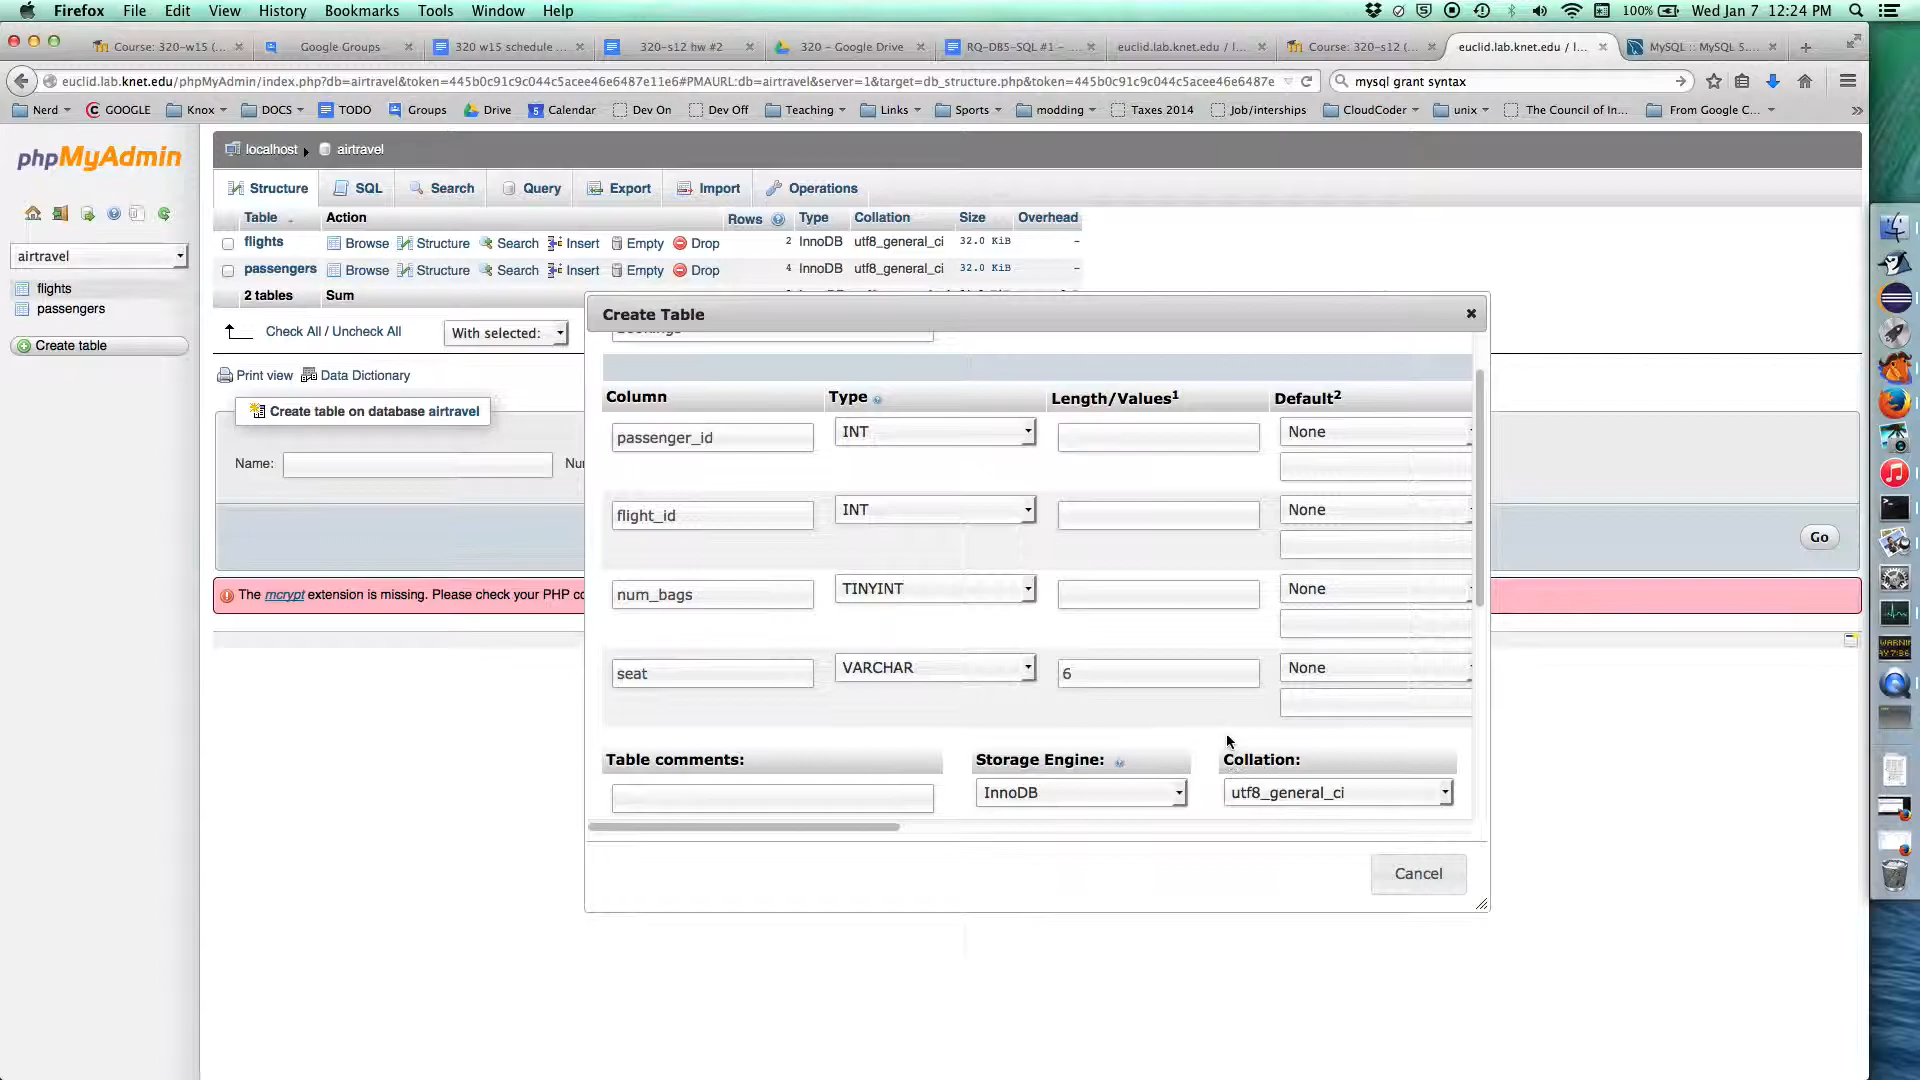 Firefox File Edit View History Bookmarks Tools Window Help 100% Wed Jan 7 12:24 PM
Course: 320-w15 (... × Google Groups × 320 w15 schedule ... × 320-s12 hw #2 × 320 - Google Drive × RQ-DB5-SQL #1 - ... × euclid.lab.knet.edu / l... × Course: 320-s12 (... × euclid.lab.knet.edu / l... × MySQL :: MySQL 5.... × +
euclid.lab.knet.edu/phpMyAdmin/index.php?db=airtravel&token=445b0c91c9c044c5acee46e6487e11e6#PMAURL:db=airtravel&server=1&target=db_structure.php&token=445b0c91c9c044c5acee46e6487e mysql grant syntax
Nerd GOOGLE Knox DOCS TODO Groups Drive 5 Calendar Dev On Dev Off Teaching Links Sports modding Taxes 2014 Job/interships CloudCoder unix The Council of In... From Google C... »
phpMyAdmin
localhost airtravel
Structure SQL Search Query Export Import Operations
Table Action Rows Type Collation Size Overhead
flights Browse Structure Search Insert Empty Drop 2 InnoDB utf8_general_ci 32.0 KiB -
passengers Browse Structure Search Insert Empty Drop 4 InnoDB utf8_general_ci 32.0 KiB -
2 tables Sum
Check All / Uncheck All With selected:
Print view Data Dictionary
Create table on database airtravel
Name:
Go
The mcrypt extension is missing. Please check your PHP co
airtravel
flights
passengers
Create table
Create Table
Column Type Length/Values1 Default2
passenger_id INT None
flight_id INT None
num_bags TINYINT None
seat VARCHAR 6 None
Table comments: Storage Engine: Collation:
InnoDB utf8_general_ci
Cancel